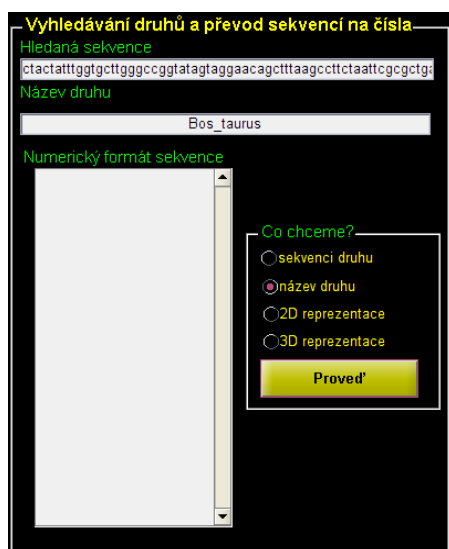 Vyhledávání druhů a převod sekvencí na čísla
Hledaná sekvence
ctactatttggtgcttgggccggtatagtaggaacagctttaagccttctaattcgcgctga
Název druhu
Bos_taurus
Numerický formát sekvence
Co chceme?
sekvenci druhu
název druhu
2D reprezentace
3D reprezentace
Proveď